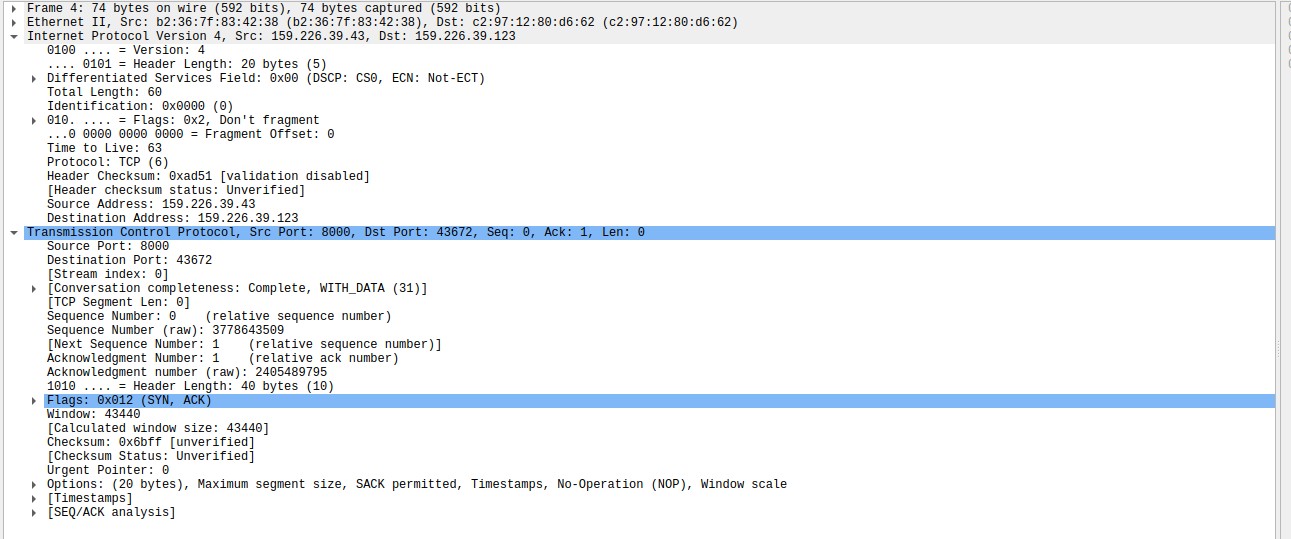 Frame 4: 74 bytes on wire (592 bits), 74 bytes captured (592 bits)
Ethernet II, Src: b2:36:7f:83:42:38 (b2:36:7f:83:42:38), Dst: c2:97:12:80:d6:62 (c2:97:12:80:d6:62)
Internet Protocol Version 4, Src: 159.226.39.43, Dst: 159.226.39.123
0100 .... = Version: 4
.... 0101 = Header Length: 20 bytes (5)
Differentiated Services Field: 0x00 (DSCP: CS0, ECN: Not-ECT)
Total Length: 60
Identification: 0x0000 (0)
010. .... = Flags: 0x2, Don't fragment
...0 0000 0000 0000 = Fragment Offset: 0
Time to Live: 63
Protocol: TCP (6)
Header Checksum: 0xad51 [validation disabled]
[Header checksum status: Unverified]
Source Address: 159.226.39.43
Destination Address: 159.226.39.123
Transmission Control Protocol, Src Port: 8000, Dst Port: 43672, Seq: 0, Ack: 1, Len: 0
Source Port: 8000
Destination Port: 43672
[Stream index: 0]
[Conversation completeness: Complete, WITH_DATA (31)]
[TCP Segment Len: 0]
Sequence Number: 0    (relative sequence number)
Sequence Number (raw): 3778643509
[Next Sequence Number: 1    (relative sequence number)]
Acknowledgment Number: 1    (relative ack number)
Acknowledgment number (raw): 2405489795
1010 .... = Header Length: 40 bytes (10)
Flags: 0x012 (SYN, ACK)
Window: 43440
[Calculated window size: 43440]
Checksum: 0x6bff [unverified]
[Checksum Status: Unverified]
Urgent Pointer: 0
Options: (20 bytes), Maximum segment size, SACK permitted, Timestamps, No-Operation (NOP), Window scale
[Timestamps]
[SEQ/ACK analysis]